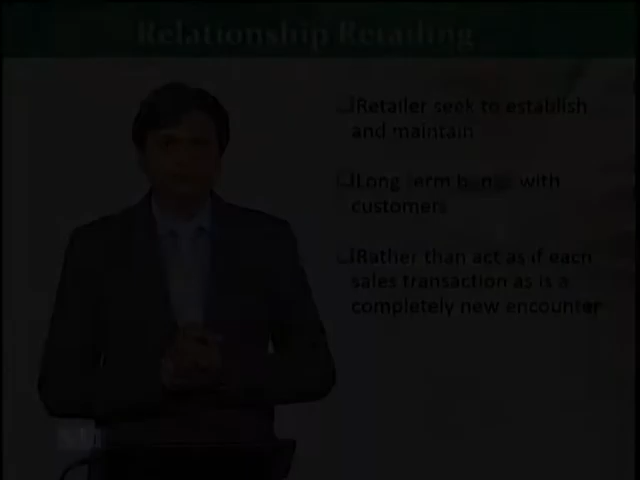 Relationship Retailing
Retailer seek to establish
and maintain
Long term with
customers
Rather than act as if each
sales transaction as is a
completely new encounter